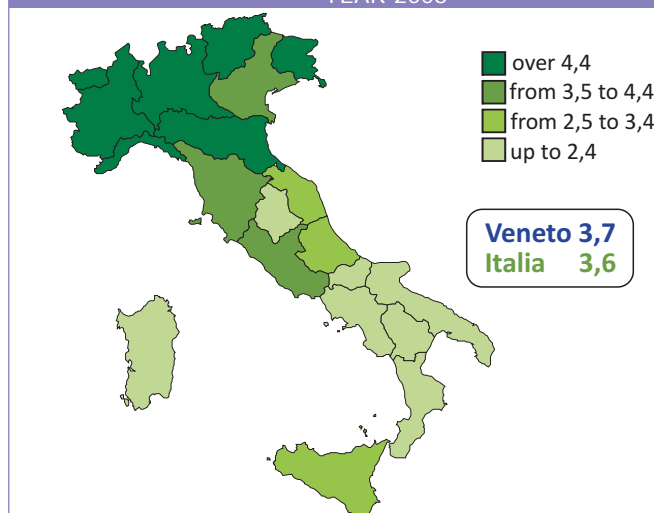 over 4,4
from 3,5 to 4,4
from 2,5 to 3,4
up to 2,4
Veneto 3,7
Italia 3,6